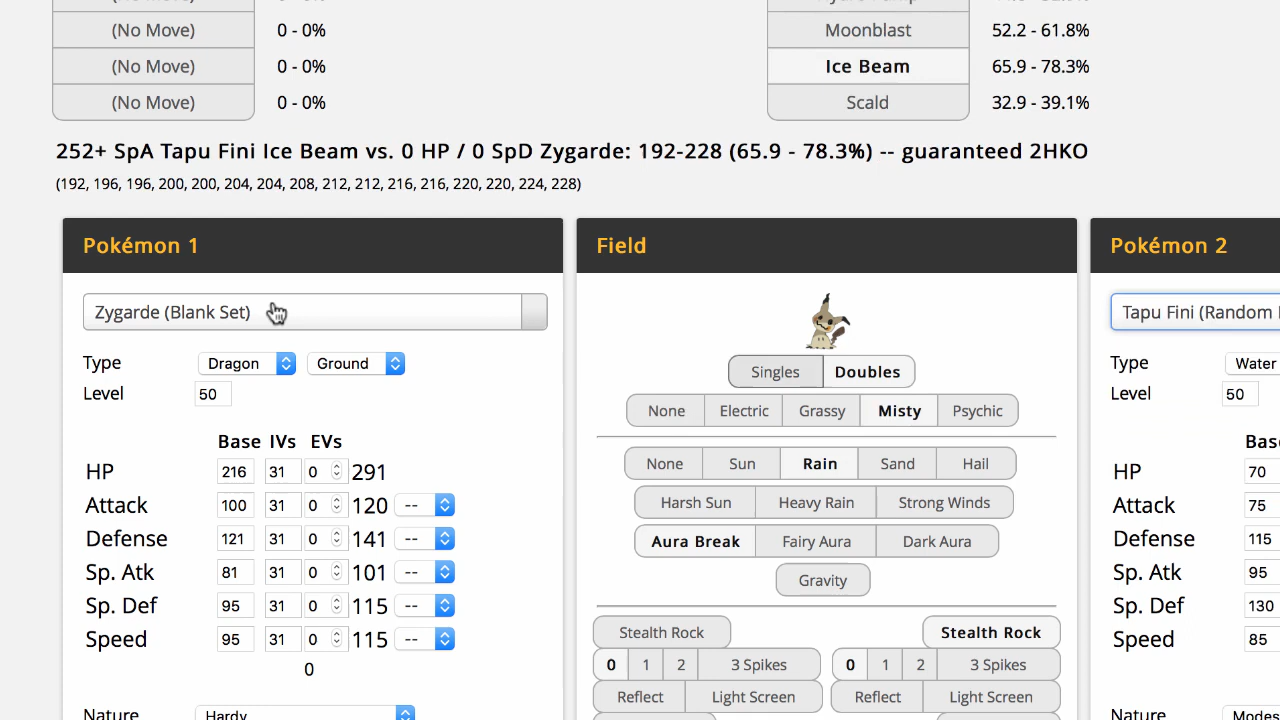 (No Move) 0 - 0%
(No Move) 0 - 0% Moonblast 52.2 - 61.8%
(No Move) 0 - 0% Ice Beam 65.9 - 78.3%
(No Move) 0 - 0% Scald 32.9 - 39.1%
252+ SpA Tapu Fini Ice Beam vs. 0 HP / 0 SpD Zygarde: 192-228 (65.9 - 78.3%) -- guaranteed 2HKO
(192, 196, 196, 200, 200, 204, 204, 208, 212, 212, 216, 216, 220, 220, 224, 228)
Pokémon 1
Zygarde (Blank Set)
Type Dragon Ground
Level 50
Base IVs EVs
HP 216 31 0 291
Attack 100 31 0 120 --
Defense 121 31 0 141 --
Sp. Atk 81 31 0 101 --
Sp. Def 95 31 0 115 --
Speed 95 31 0 115 --
0
Nature Hardy
Field
Singles Doubles
None Electric Grassy Misty Psychic
None Sun Rain Sand Hail
Harsh Sun Heavy Rain Strong Winds
Aura Break Fairy Aura Dark Aura
Gravity
Stealth Rock Stealth Rock
0 1 2 3 Spikes 0 1 2 3 Spikes
Reflect Light Screen Reflect Light Screen
Pokémon 2
Tapu Fini (Random
Type Water
Level 50
Base
HP 70
Attack 75
Defense 115
Sp. Atk 95
Sp. Def 130
Speed 85
Nature Modes